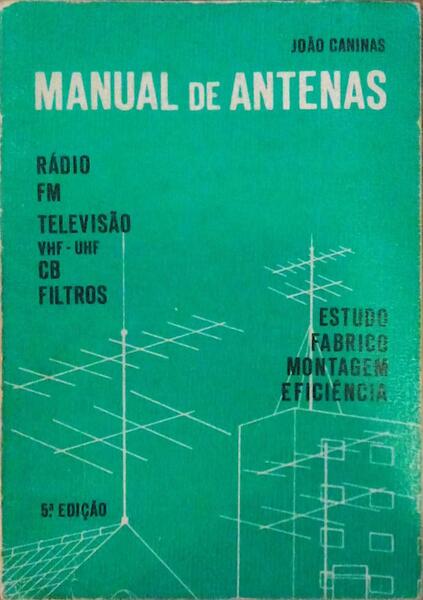 JOÃO CANINAS
MANUAL DE ANTENAS
RÁDIO
FM
TELEVISÃO
VHF - UHF
CB
FILTROS
ESTUDO
FABRICO
MONTAGEM
EFICIÊNCIA
5ª EDIÇÃO